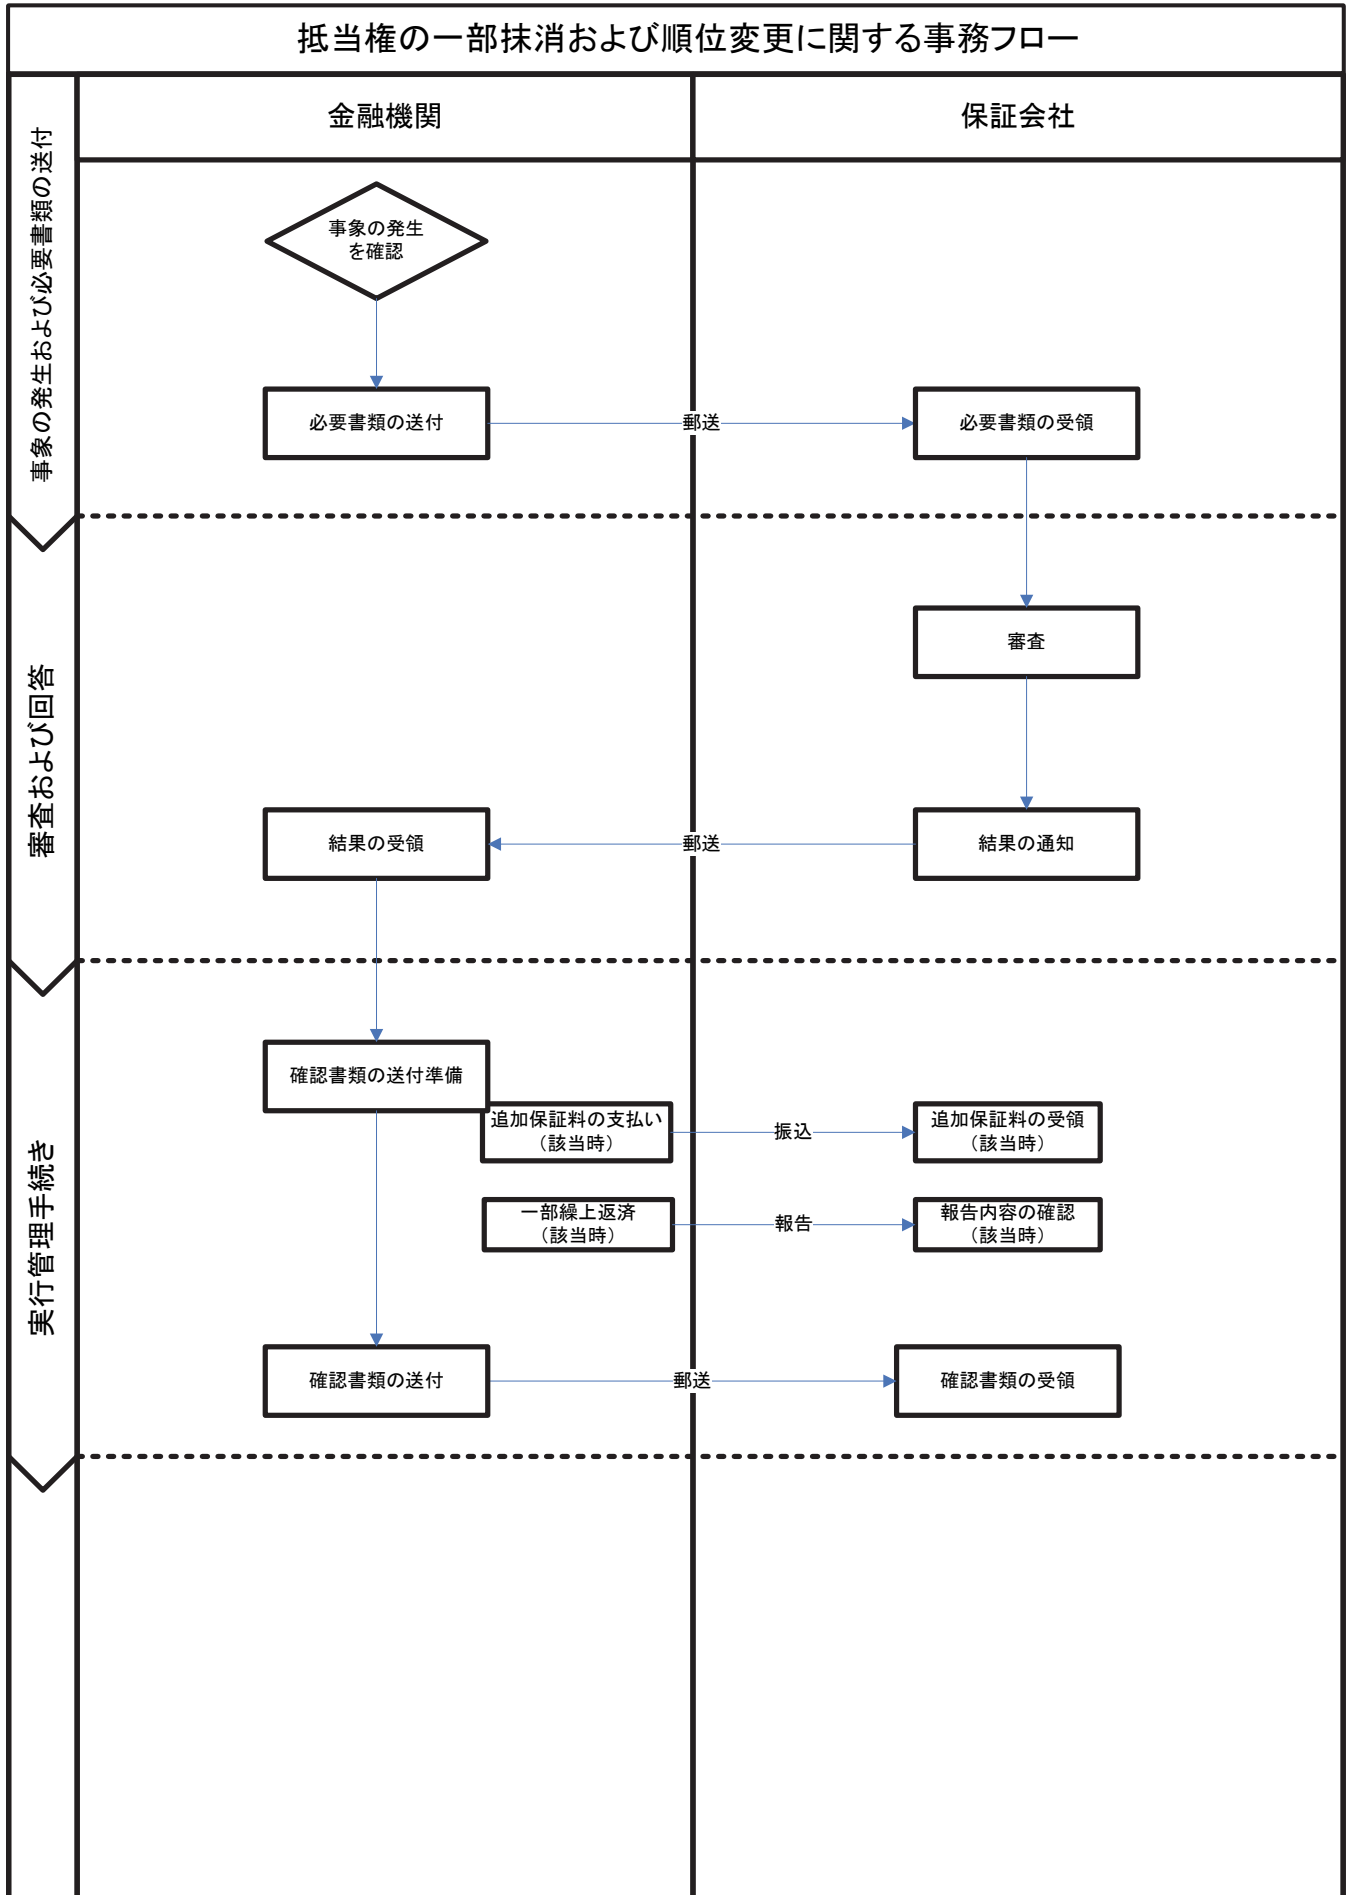 抵当権の一部抹消および順位変更に関する事務フロー
金融機関
保証会社
事象の発生および必要書類の送付
事象の発生
を確認
必要書類の送付
郵送
必要書類の受領
審査および回答
審査
結果の受領
郵送
結果の通知
実行管理手続き
確認書類の送付準備
追加保証料の支払い
（該当時）
振込
追加保証料の受領
（該当時）
一部繰上返済
（該当時）
報告
報告内容の確認
（該当時）
確認書類の送付
郵送
確認書類の受領